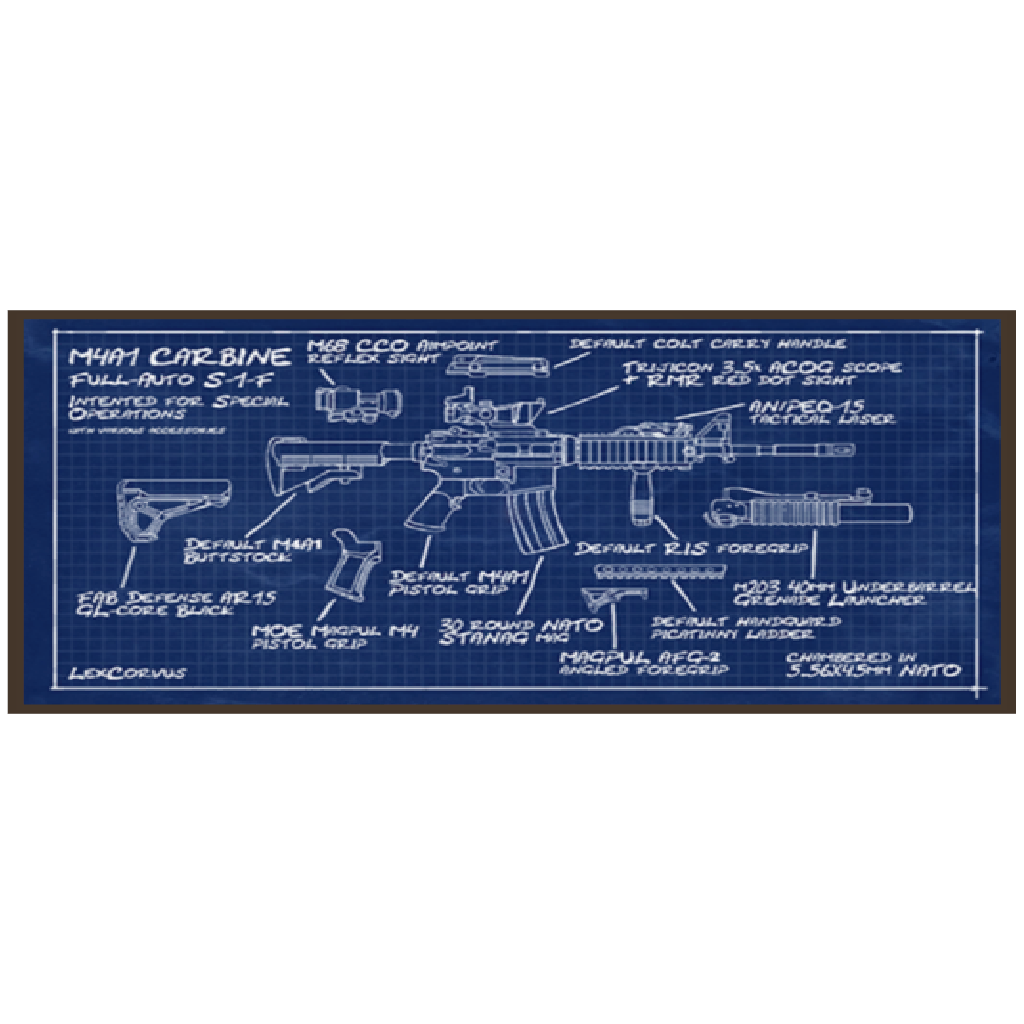 M4A1 CARBINE
FULL-AUTO S-1-F
INTENTED FOR SPECIAL
OPERATIONS
WITH VARIOUS ACCESSORIES
M68 CCO AIMPOINT
REFLEX SIGHT
DEFAULT COLT CARRY HANDLE
TRIJICON 3.5x ACOG SCOPE
+ RMR RED DOT SIGHT
AN/PEQ-15
TACTICAL LASER
DEFAULT M4A1
BUTTSTOCK
FAB DEFENSE AR15
GL-CORE BLACK
DEFAULT M4A1
PISTOL GRIP
MOE MAGPUL M4
PISTOL GRIP
30 ROUND NATO
STANAG MAG
DEFAULT RIS FOREGRIP
M203 40MM UNDERBARREL
GRENADE LAUNCHER
DEFAULT HANDGUARD
PICATINNY LADDER
MAGPUL AFG-2
ANGLED FOREGRIP
CHAMBERED IN
5.56X45MM NATO
LEXCORVUS